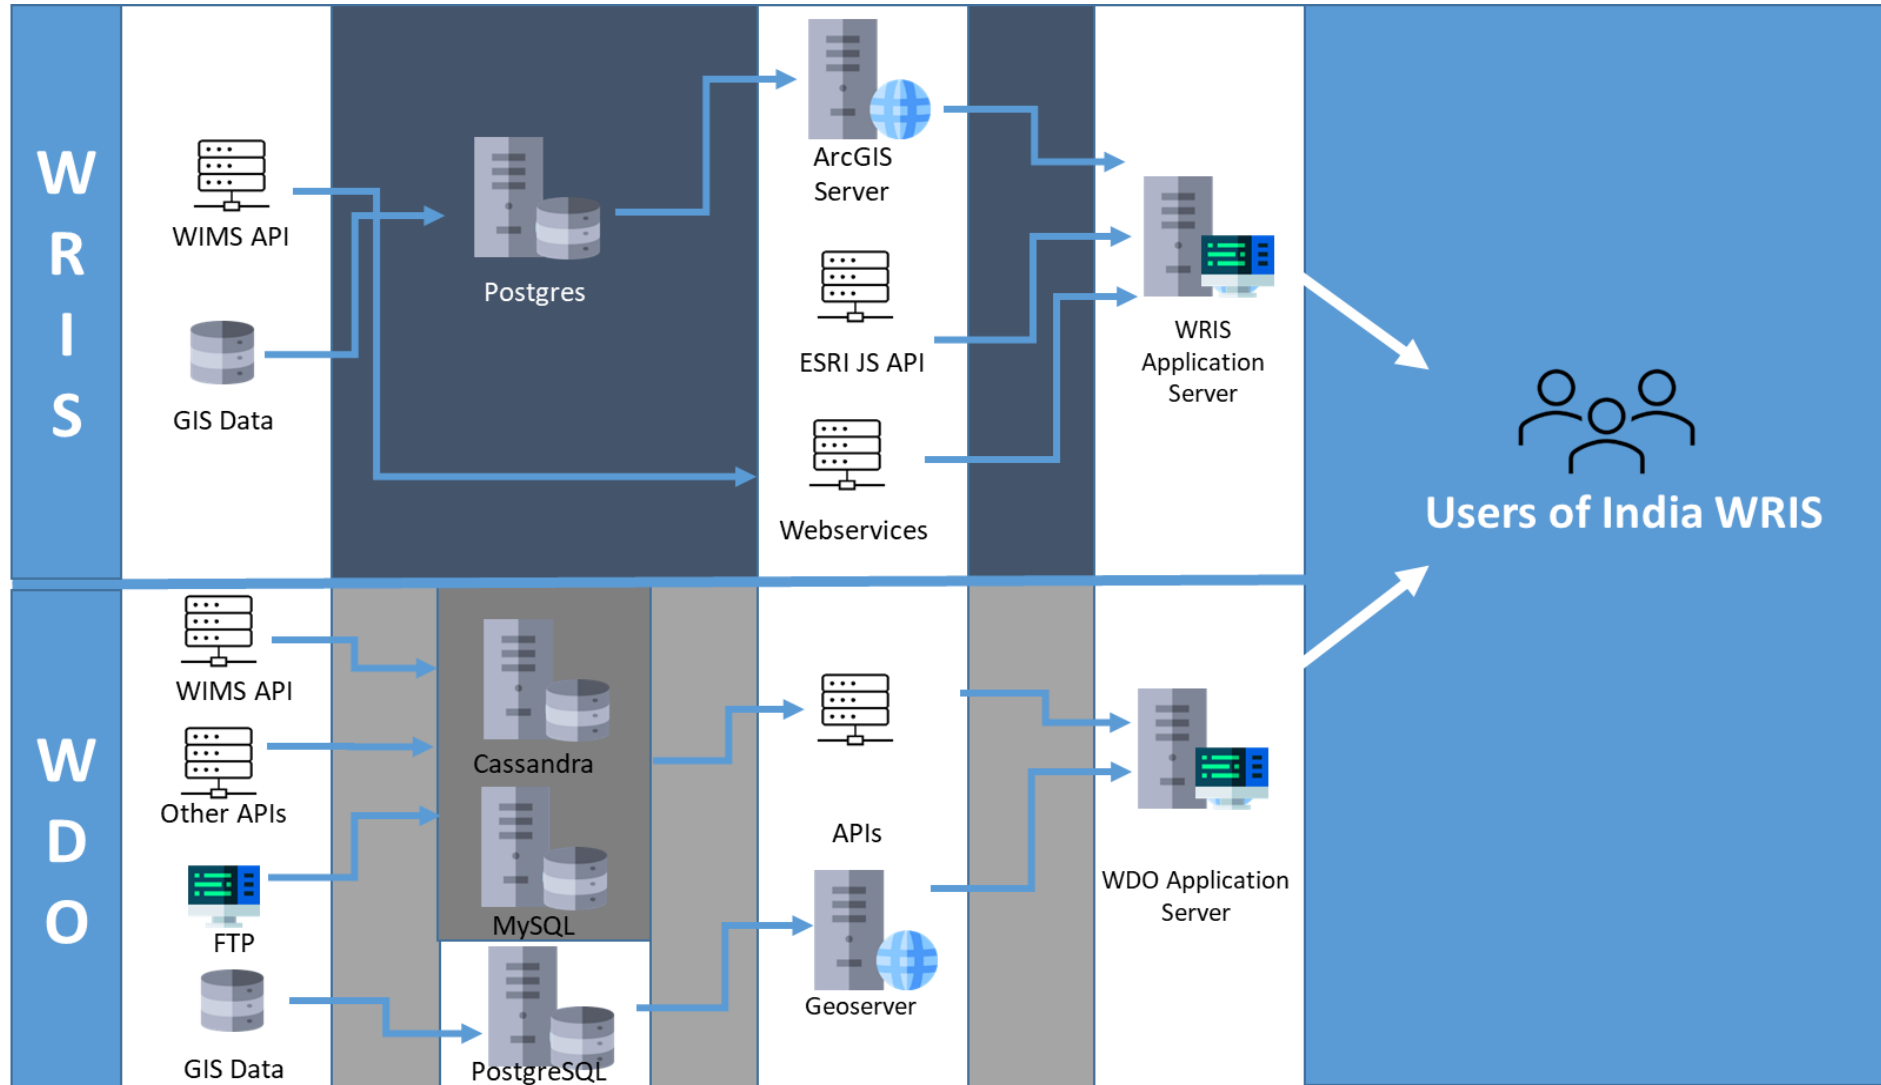 W
R
I
S
WIMS API
GIS Data
Postgres
ArcGIS
Server
ESRI JS API
Webservices
WRIS
Application
Server
Users of India WRIS
W
D
O
WIMS API
Other APIs
FTP
GIS Data
Cassandra
MySQL
PostgreSQL
APIs
Geoserver
WDO Application
Server